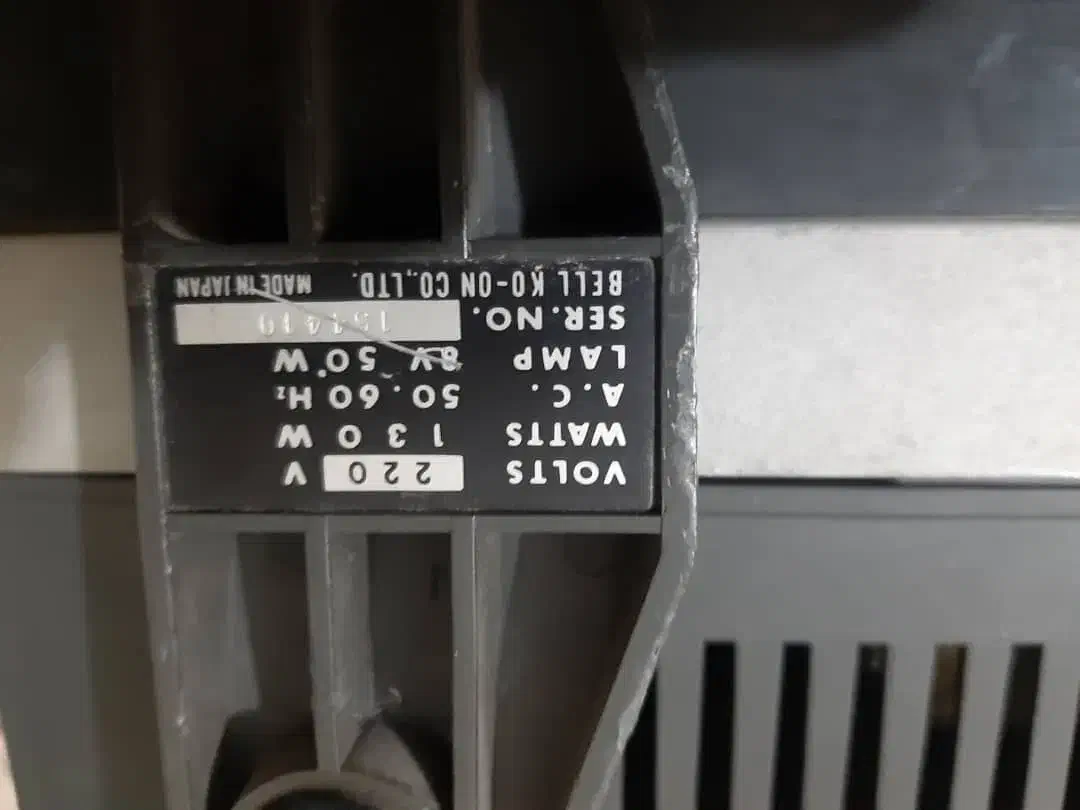 VOLTS 220 V
WATTS 130 W
A.C. 50.60 Hz
LAMP 8V 50W
SER.NO.
BELL KO-ON CO.,LTD. MADE IN JAPAN